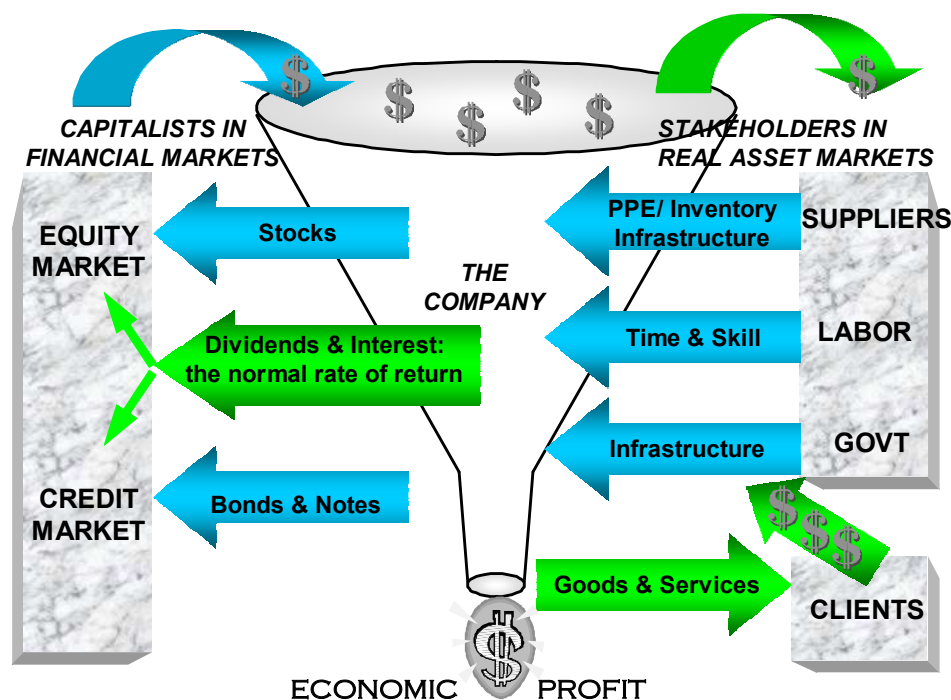 $
$
$
$
$
$
CAPITALISTS IN
FINANCIAL MARKETS
STAKEHOLDERS IN
REAL ASSET MARKETS
EQUITY
MARKET
Stocks
PPE/ Inventory
Infrastructure
SUPPLIERS
THE
COMPANY
Dividends & Interest:
the normal rate of return
Time & Skill
LABOR
Infrastructure
GOVT
CREDIT
MARKET
Bonds & Notes
$$$
Goods & Services
CLIENTS
$
ECONOMIC PROFIT